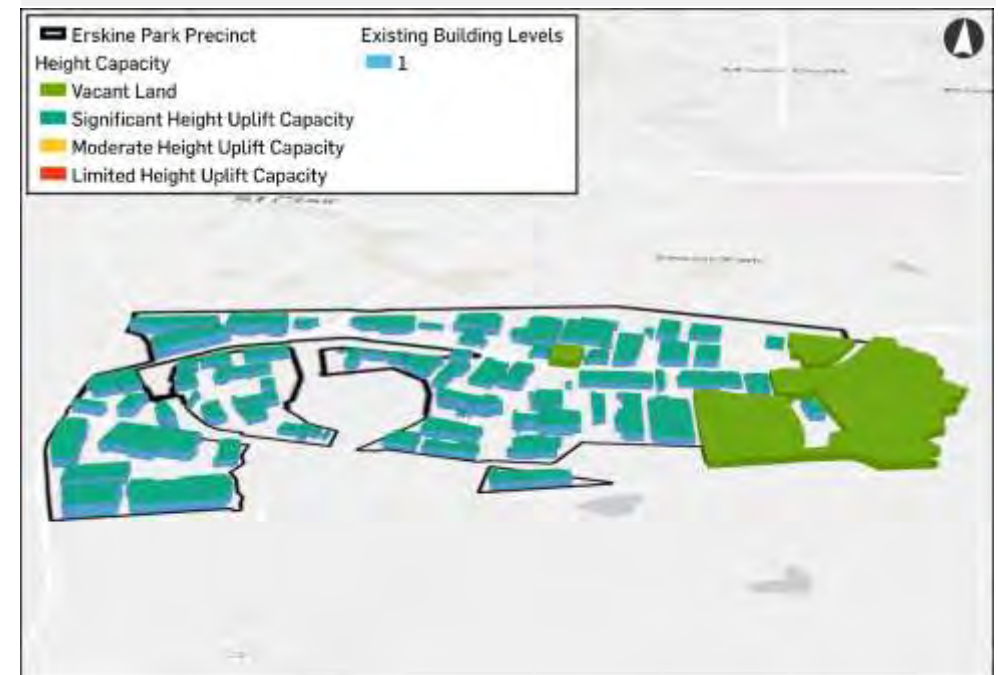 Erskine Park Precinct
Existing Building Levels
Height Capacity
1
Vacant Land
Significant Height Uplift Capacity
Moderate Height Uplift Capacity
Limited Height Uplift Capacity